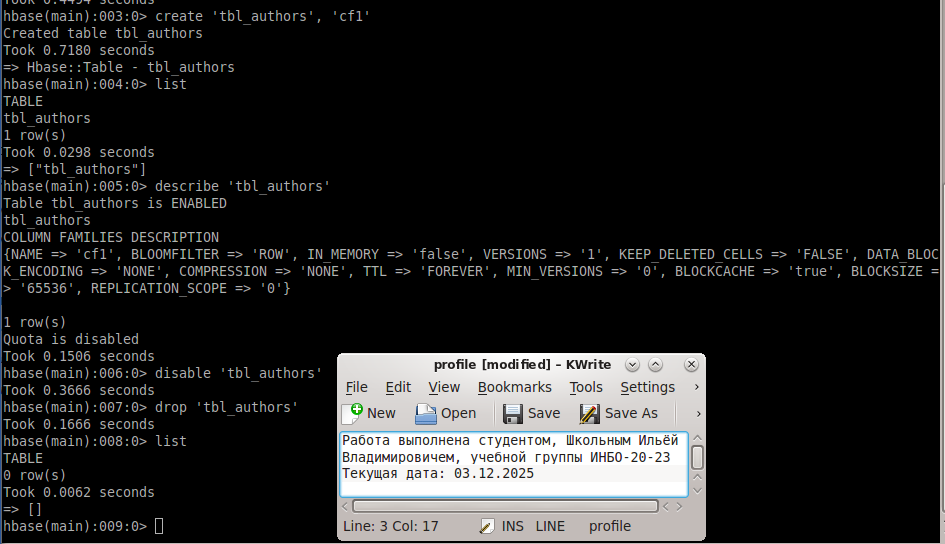 Took 0.4494 seconds
hbase(main):003:0> create 'tbl_authors', 'cf1'
Created table tbl_authors
Took 0.7180 seconds
=> Hbase::Table - tbl_authors
hbase(main):004:0> list
TABLE
tbl_authors
1 row(s)
Took 0.0298 seconds
=> ["tbl_authors"]
hbase(main):005:0> describe 'tbl_authors'
Table tbl_authors is ENABLED
tbl_authors
COLUMN FAMILIES DESCRIPTION
{NAME => 'cf1', BLOOMFILTER => 'ROW', IN_MEMORY => 'false', VERSIONS => '1', KEEP_DELETED_CELLS => 'FALSE', DATA_BLOC
K_ENCODING => 'NONE', COMPRESSION => 'NONE', TTL => 'FOREVER', MIN_VERSIONS => '0', BLOCKCACHE => 'true', BLOCKSIZE =
> '65536', REPLICATION_SCOPE => '0'}
1 row(s)
Quota is disabled
Took 0.1506 seconds
hbase(main):006:0> disable 'tbl_authors'
Took 0.3666 seconds
hbase(main):007:0> drop 'tbl_authors'
Took 0.1666 seconds
hbase(main):008:0> list
TABLE
0 row(s)
Took 0.0062 seconds
=> []
hbase(main):009:0>
profile [modified] – KWrite
File Edit View Bookmarks Tools Settings
New Open Save Save As
Работа выполнена студентом, Школьным Ильёй
Владимировичем, учебной группы ИНБО-20-23
Текущая дата: 03.12.2025
Line: 3 Col: 17 INS LINE profile